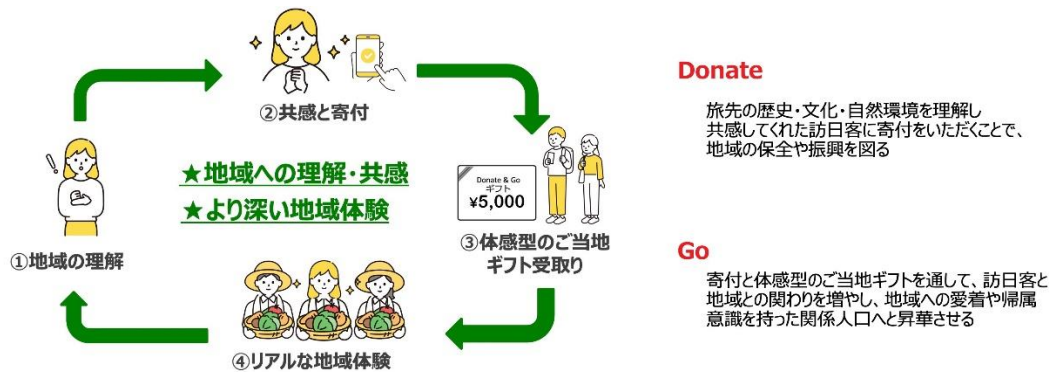 ②共感と寄付
★地域への理解・共感
★より深い地域体験
Donate & Go
ギフト
¥5,000
①地域の理解
③体感型のご当地
ギフト受取り
④リアルな地域体験
Donate
旅先の歴史・文化・自然環境を理解し
共感してくれた訪日客に寄付をいただくことで、
地域の保全や振興を図る
Go
寄付と体感型のご当地ギフトを通して、訪日客と
地域との関わりを増やし、地域への愛着や帰属
意識を持った関係人口へと昇華させる